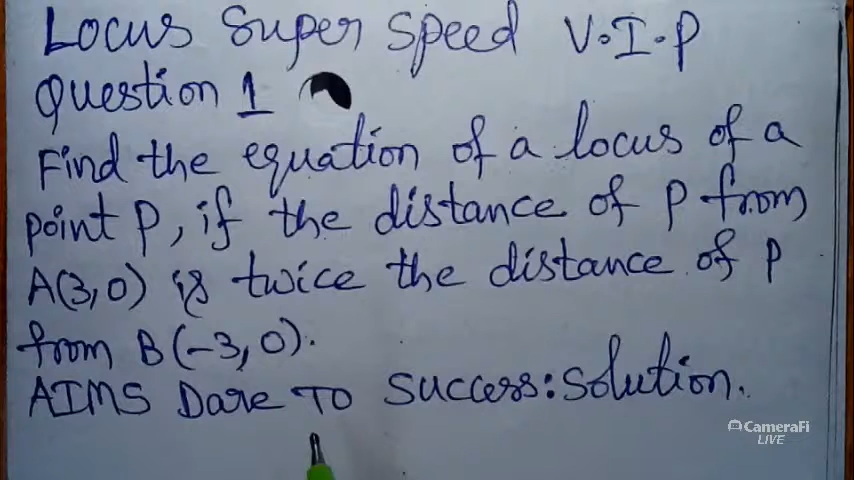 Locus Super Speed V.I.P
Question 1
Find the equation of a locus of a
point P, if the distance of P from
A(3,0) is twice the distance of P
from B(-3,0).
AIMS Dare To Success: Solution.
CameraFi
LIVE